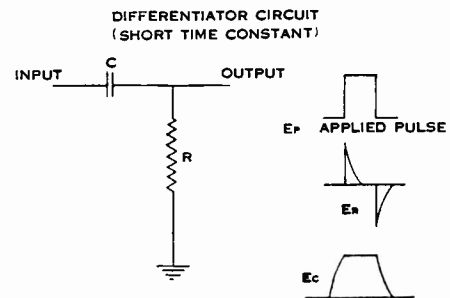 DIFFERENTIATOR CIRCUIT
(SHORT TIME CONSTANT)
INPUT
C
OUTPUT
R
EP APPLIED PULSE
ER
EC